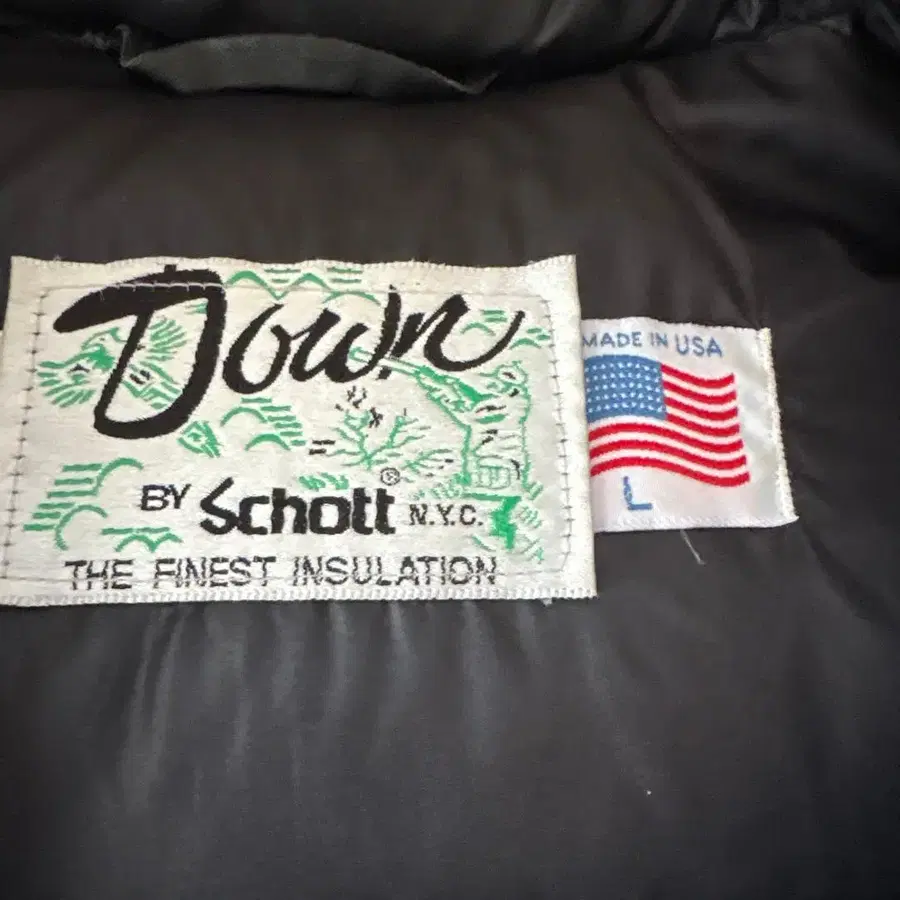 Down
BY Schott® N.Y.C.
THE FINEST INSULATION
MADE IN USA
L